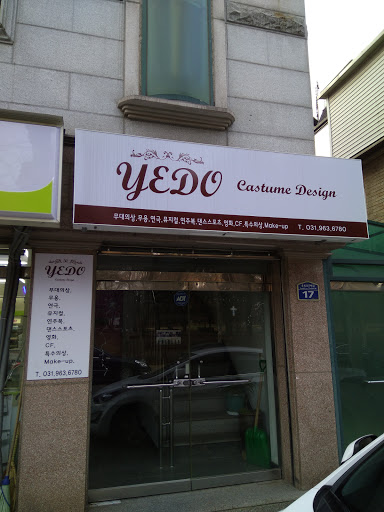 YEDO Castume Design
무대의상,무용,연극,뮤지컬,연주복,댄스스포츠,영화,CF,특수의상,Make-up T. 031.963.6780
YEDO
무대의상,
무용,
연극,
뮤지컬,
연주복,
댄스스포츠,
영화,
CF,
특수의상,
Make-up,
T. 031,963,6780
ADT
17